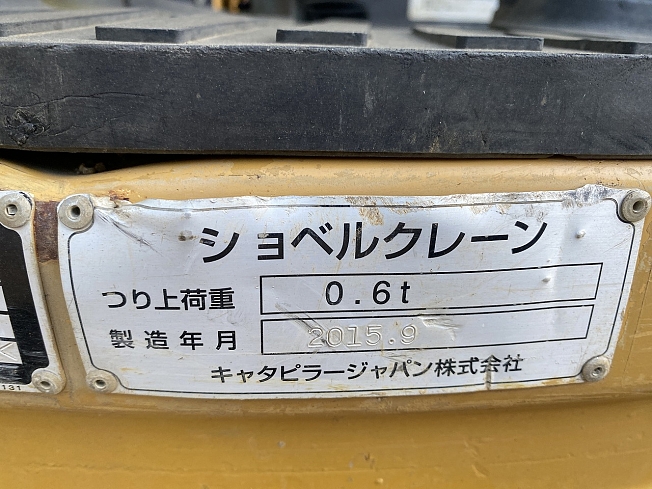 ショベルクレーン
つり上荷重 0.6t
製造年月 2015.9
キャタピラージャパン株式会社
131